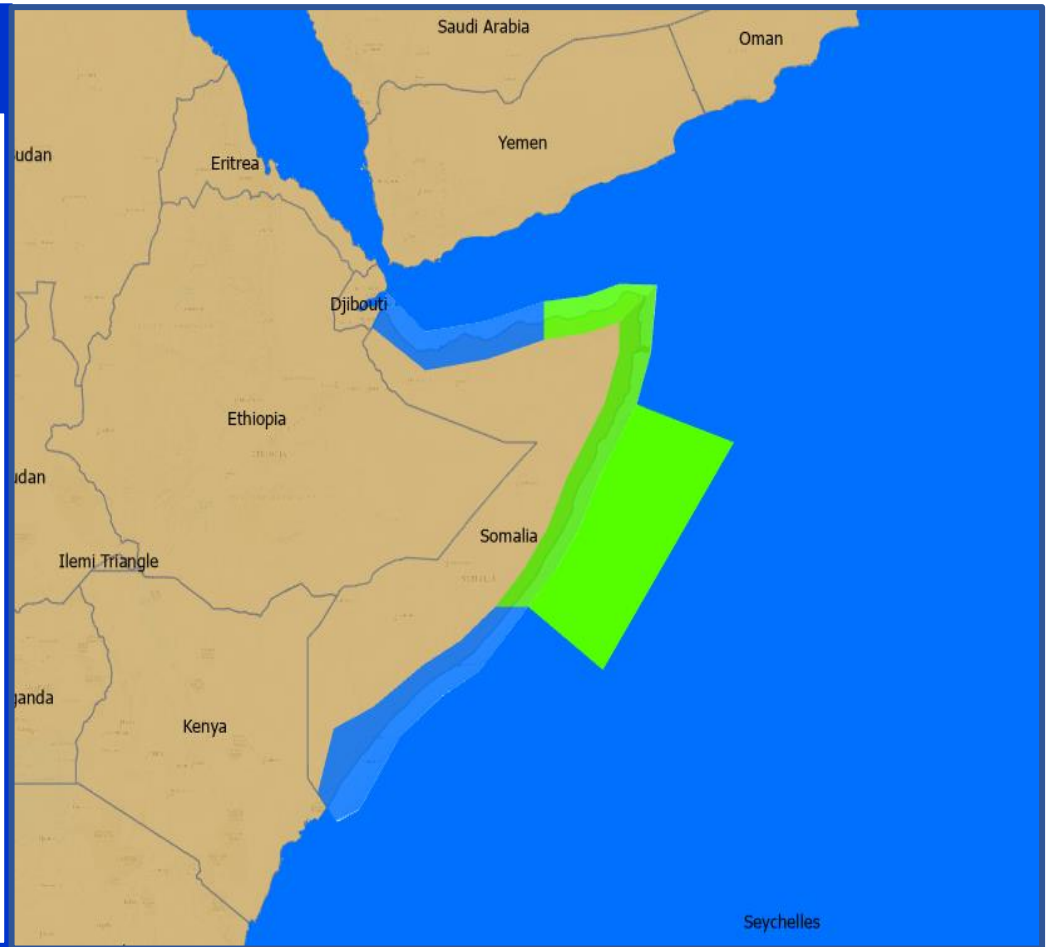 Saudi Arabia
Oman
Yemen
udan
Eritrea
Djibouti
Ethiopia
udan
Somalia
Ilemi Triangle
ganda
Kenya
Seychelles